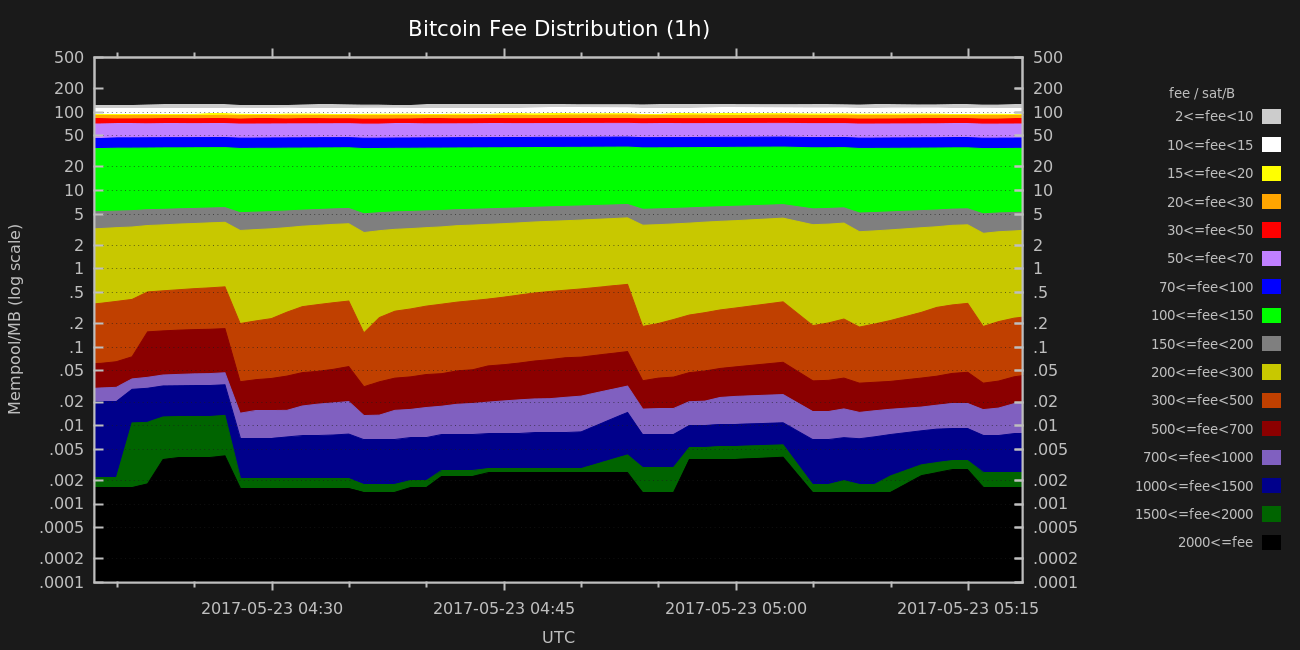 Bitcoin Fee Distribution (1h)
500
200
100
50
20
10
5
2
1
.5
.2
.1
.05
.02
.01
.005
.002
.001
.0005
.0002
.0001
Mempool/MB (log scale)
500
200
100
50
20
10
5
2
1
.5
.2
.1
.05
.02
.01
.005
.002
.001
.0005
.0002
.0001
2017-05-23 04:30
2017-05-23 04:45
2017-05-23 05:00
2017-05-23 05:15
UTC
fee / sat/B
2<=fee<10
10<=fee<15
15<=fee<20
20<=fee<30
30<=fee<50
50<=fee<70
70<=fee<100
100<=fee<150
150<=fee<200
200<=fee<300
300<=fee<500
500<=fee<700
700<=fee<1000
1000<=fee<1500
1500<=fee<2000
2000<=fee